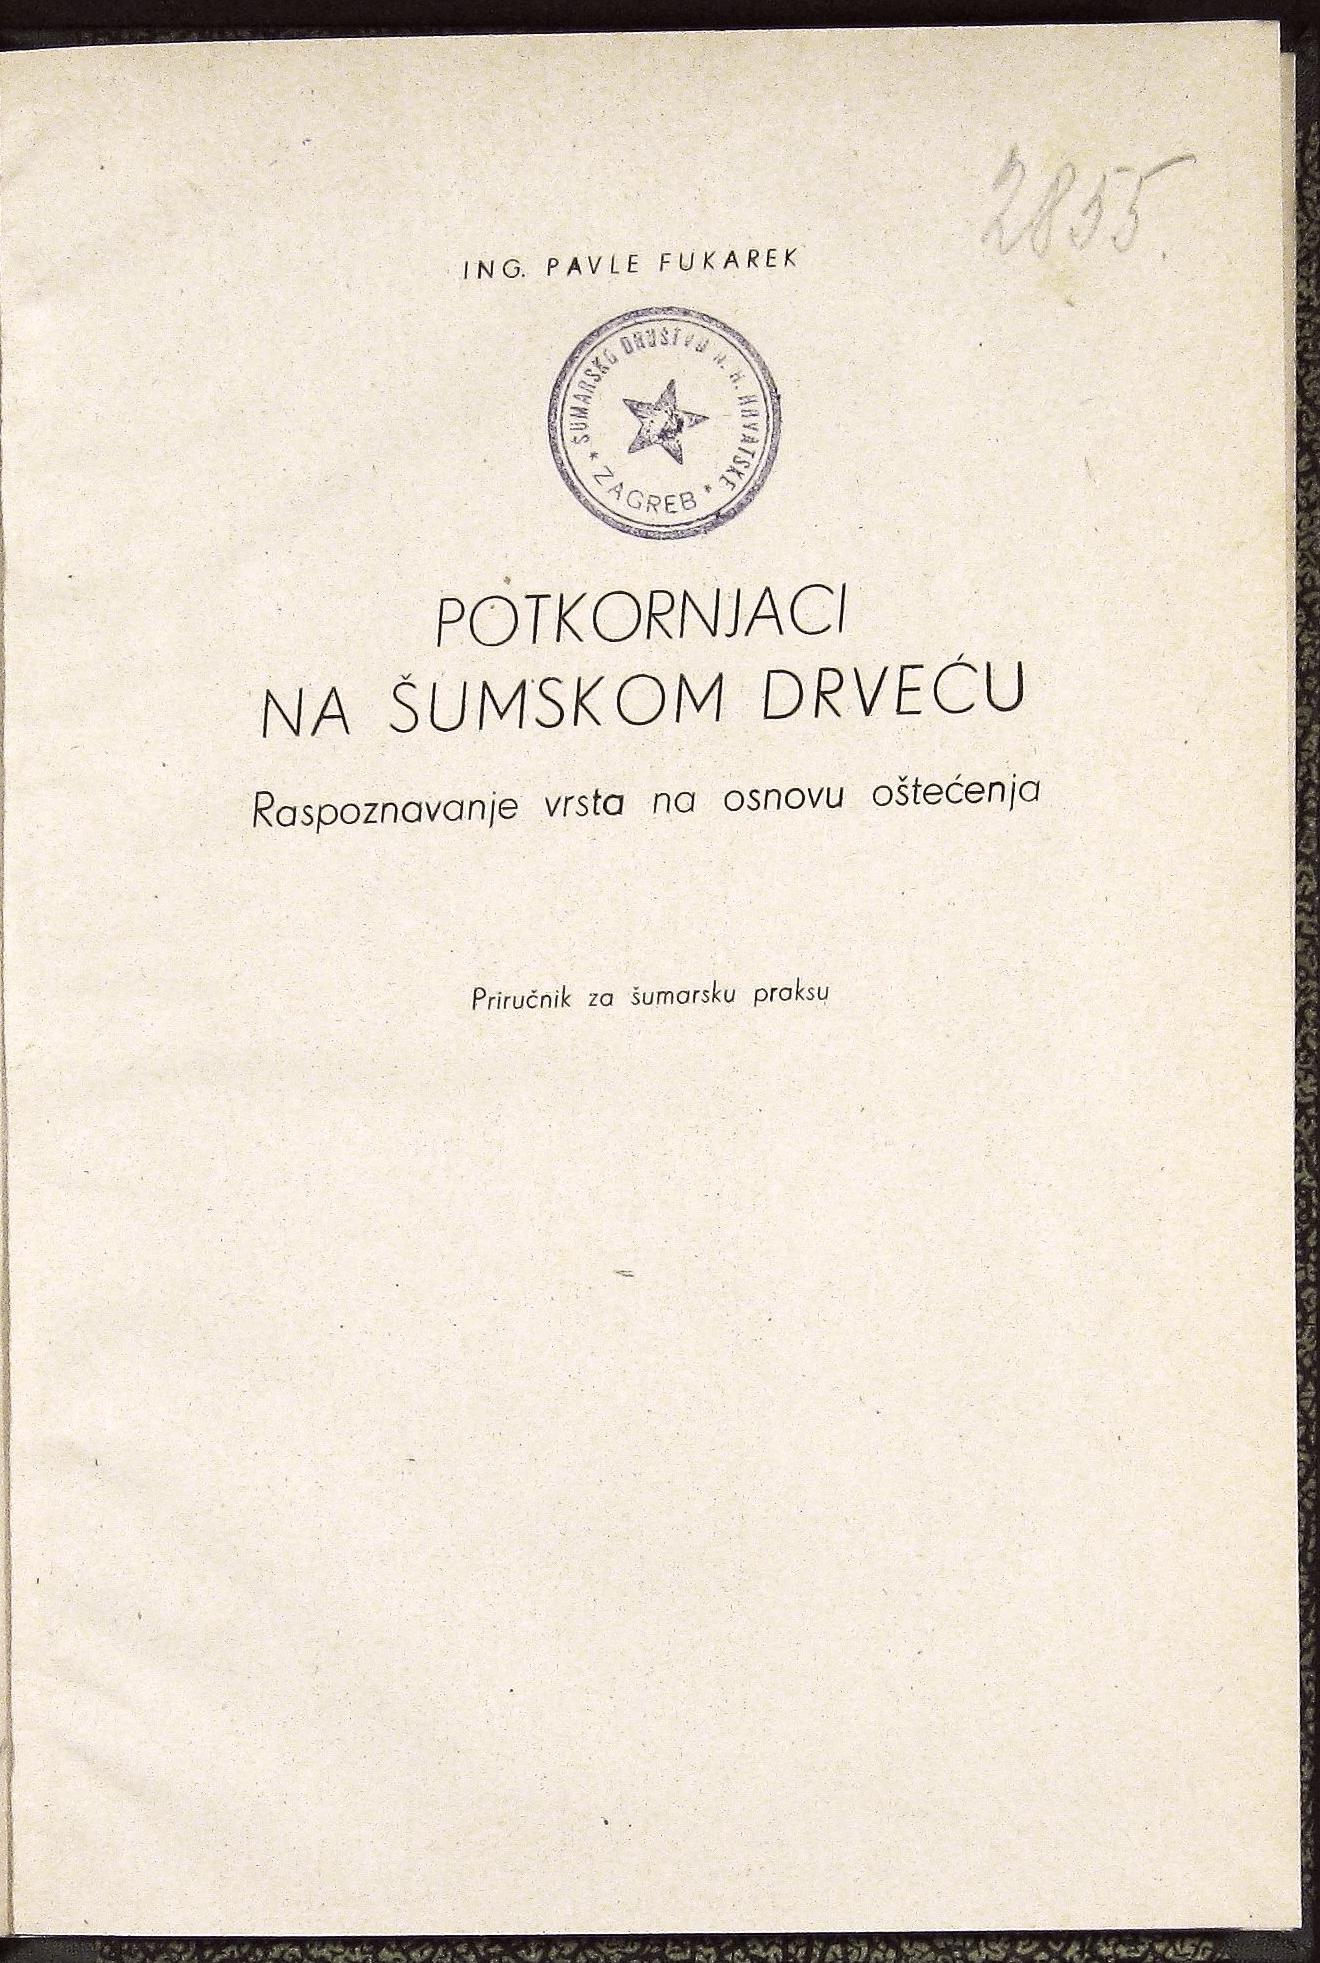 2855
ING. PAVLE FUKAREK
ŠUMARSKO DRUŠTVO N. R. HRVATSKE
* ZAGREB *
POTKORNJACI
NA ŠUMSKOM DRVEĆU
Raspoznavanje vrsta na osnovu oštećenja
Priručnik za šumarsku praksu